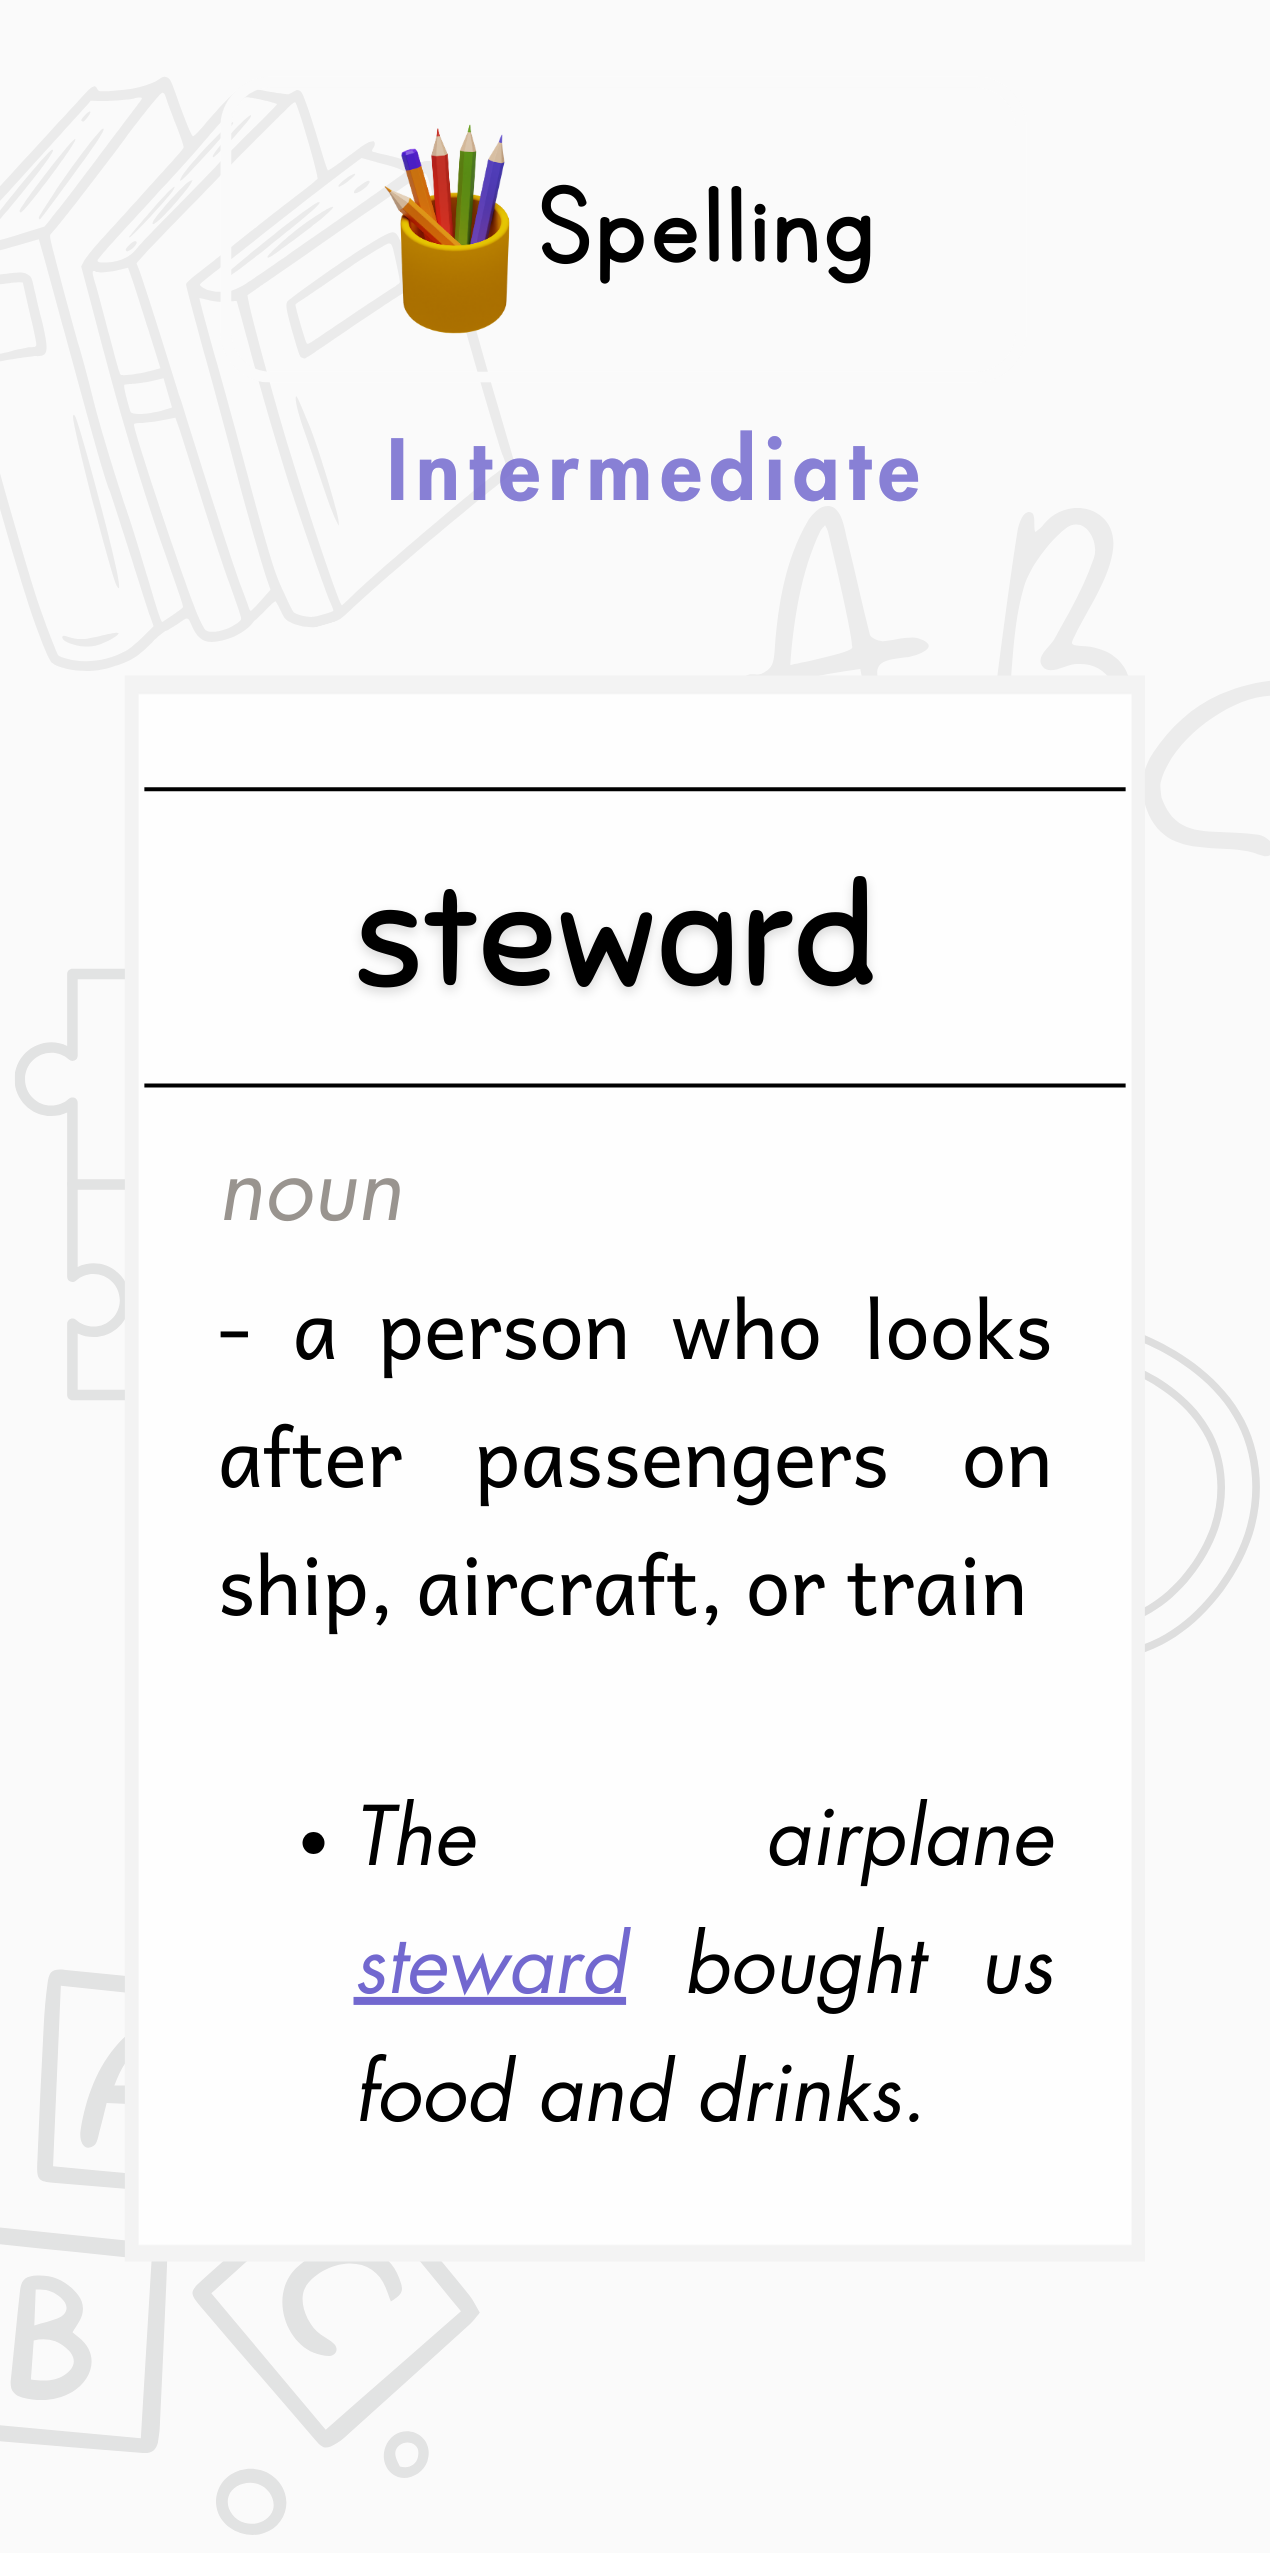 Spelling
Intermediate
A B C
steward
noun
- a person who looks
after passengers on
ship, aircraft, or train
• The airplane
steward bought us
food and drinks.
A
B C